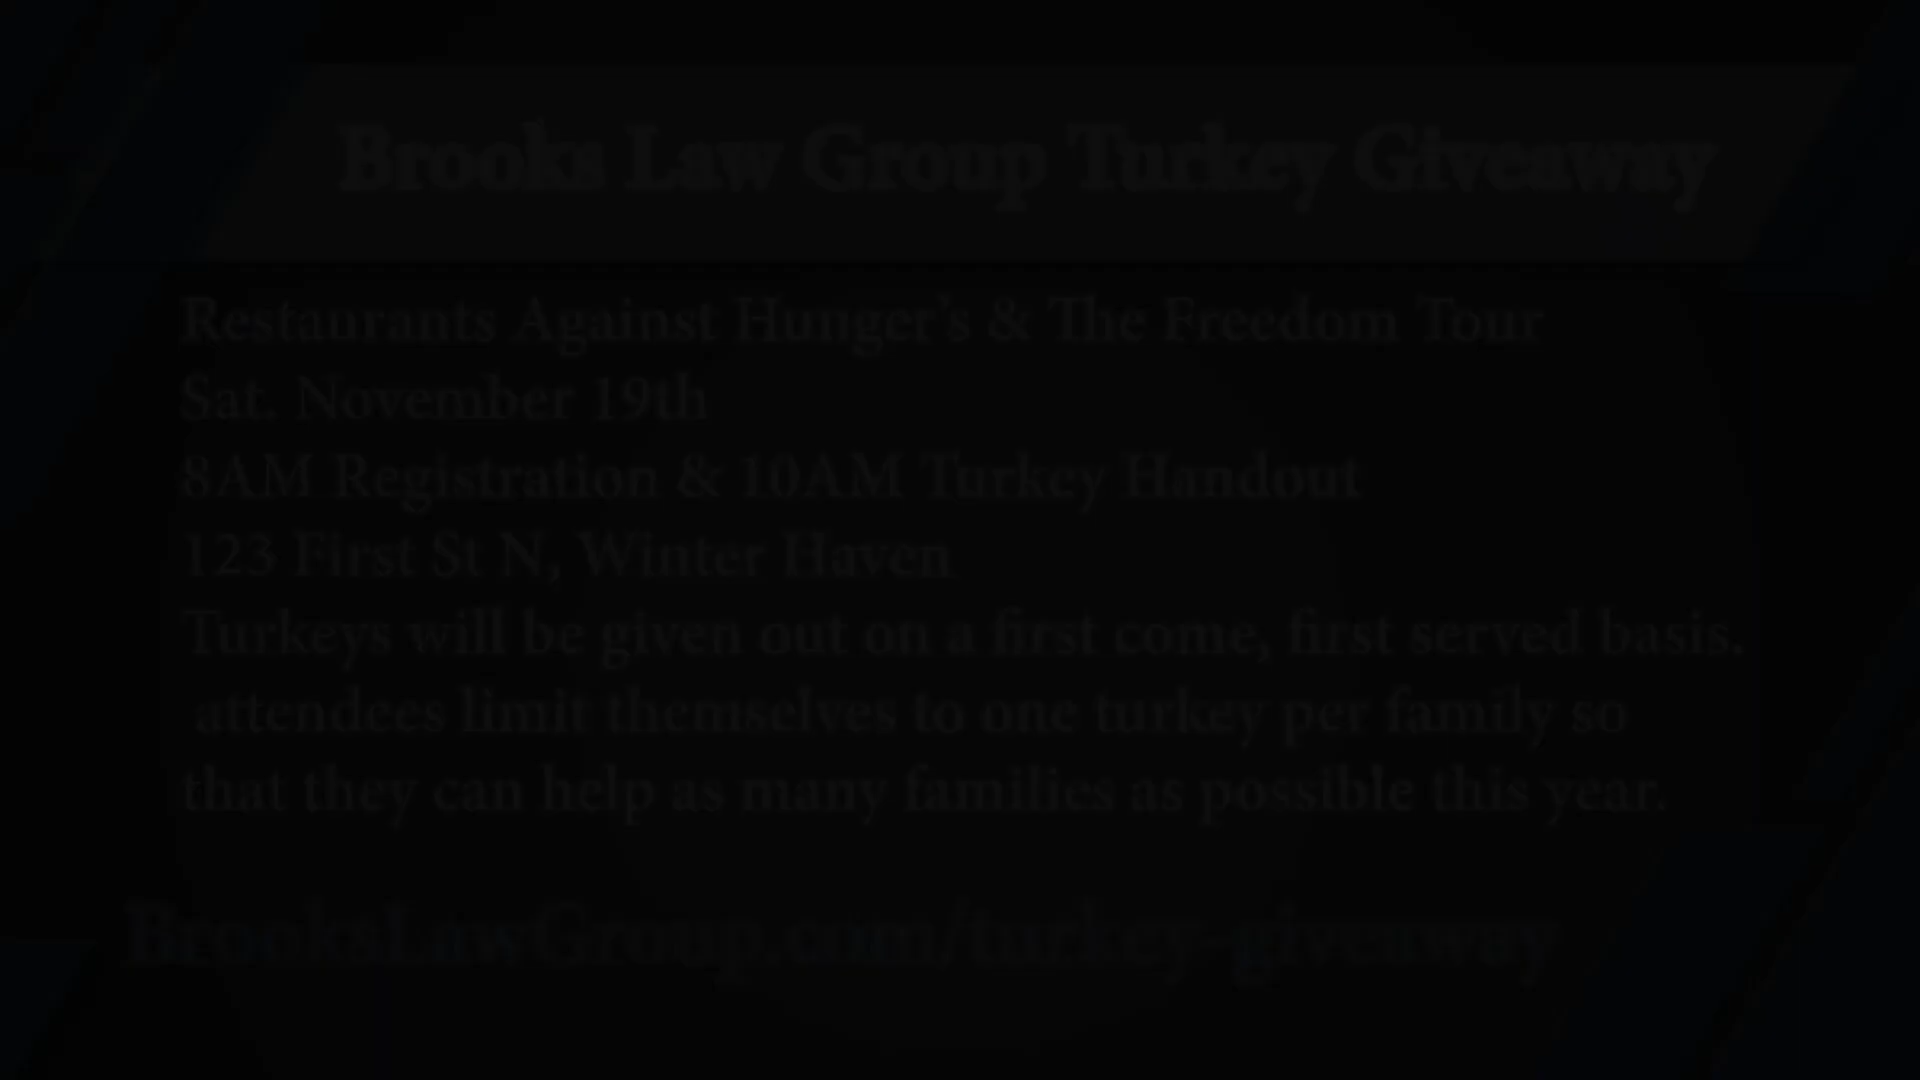 Brooks Law Group Turkey Giveaway
Restaurants Against Hunger's & The Freedom Tour
Sat. November 19th
8AM Registration & 10AM Turkey Handout
123 First St N, Winter Haven
Turkeys will be given out on a first come, first served basis.
attendees limit themselves to one turkey per family so
that they can help as many families as possible this year.
BrooksLawGroup.com/turkey-giveaway